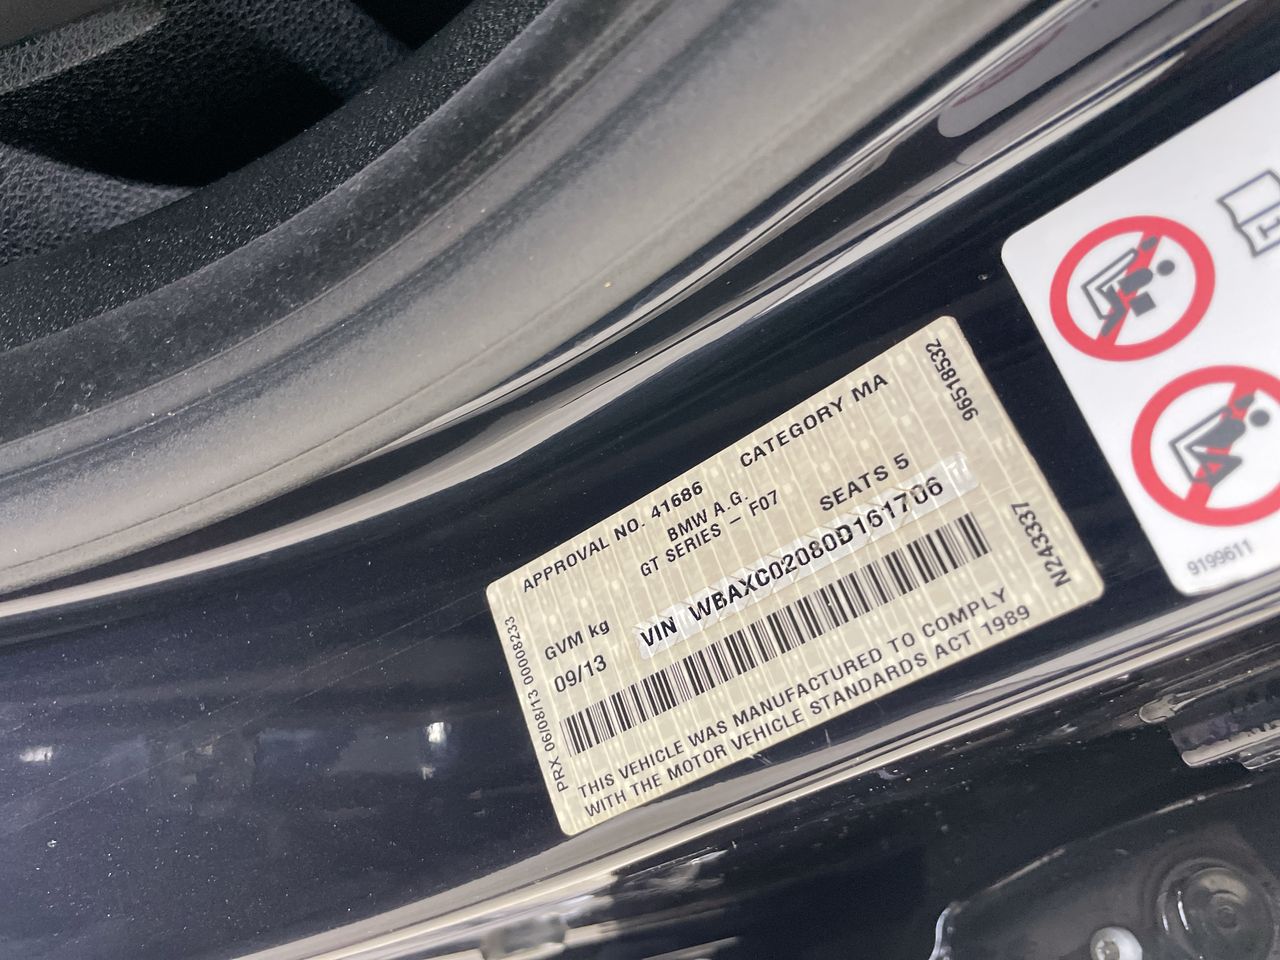 APPROVAL NO. 41686 CATEGORY MA
BMW A.G.
GT SERIES - F07
GVM kg SEATS 5
09/13 VIN WBAXC02080D161706
THIS VEHICLE WAS MANUFACTURED TO COMPLY
WITH THE MOTOR VEHICLE STANDARDS ACT 1989
PRX 06/08/13 00008233
96518532
N243337
9199611